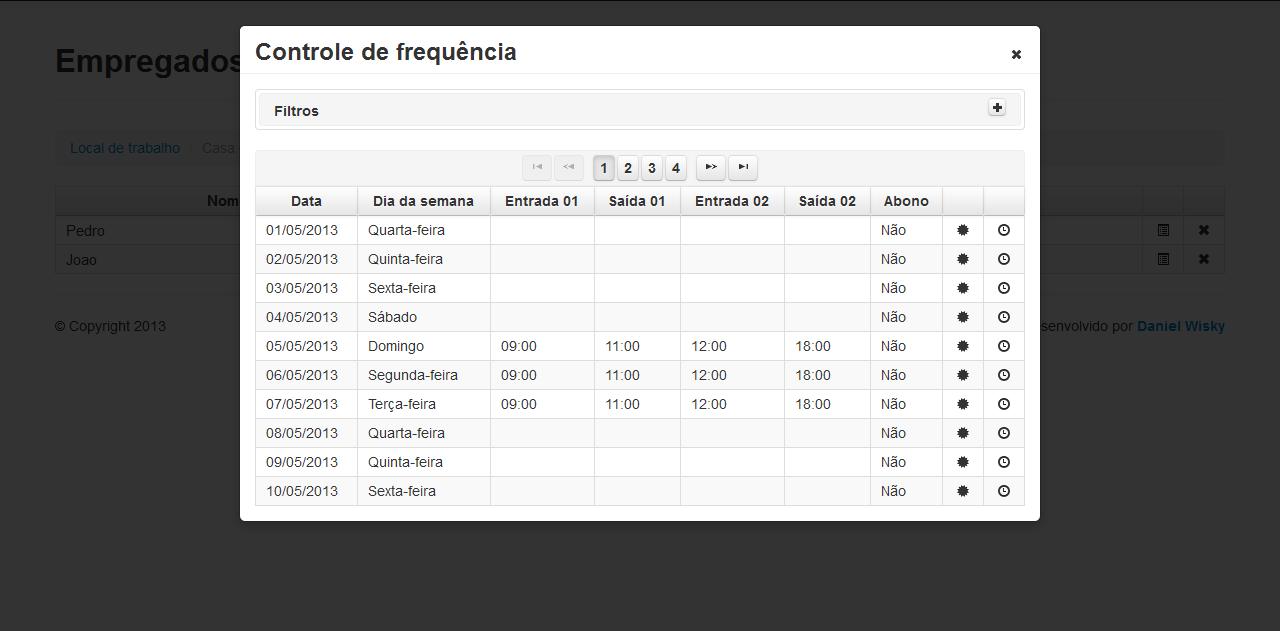 Empregados
Controle de frequência
Filtros
Local de trabalho / Casa
1 2 3 4
Data Dia da semana Entrada 01 Saída 01 Entrada 02 Saída 02 Abono
01/05/2013 Quarta-feira Não
02/05/2013 Quinta-feira Não
03/05/2013 Sexta-feira Não
04/05/2013 Sábado Não
05/05/2013 Domingo 09:00 11:00 12:00 18:00 Não
06/05/2013 Segunda-feira 09:00 11:00 12:00 18:00 Não
07/05/2013 Terça-feira 09:00 11:00 12:00 18:00 Não
08/05/2013 Quarta-feira Não
09/05/2013 Quinta-feira Não
10/05/2013 Sexta-feira Não
Nom
Pedro
Joao
© Copyright 2013
senvolvido por Daniel Wisky